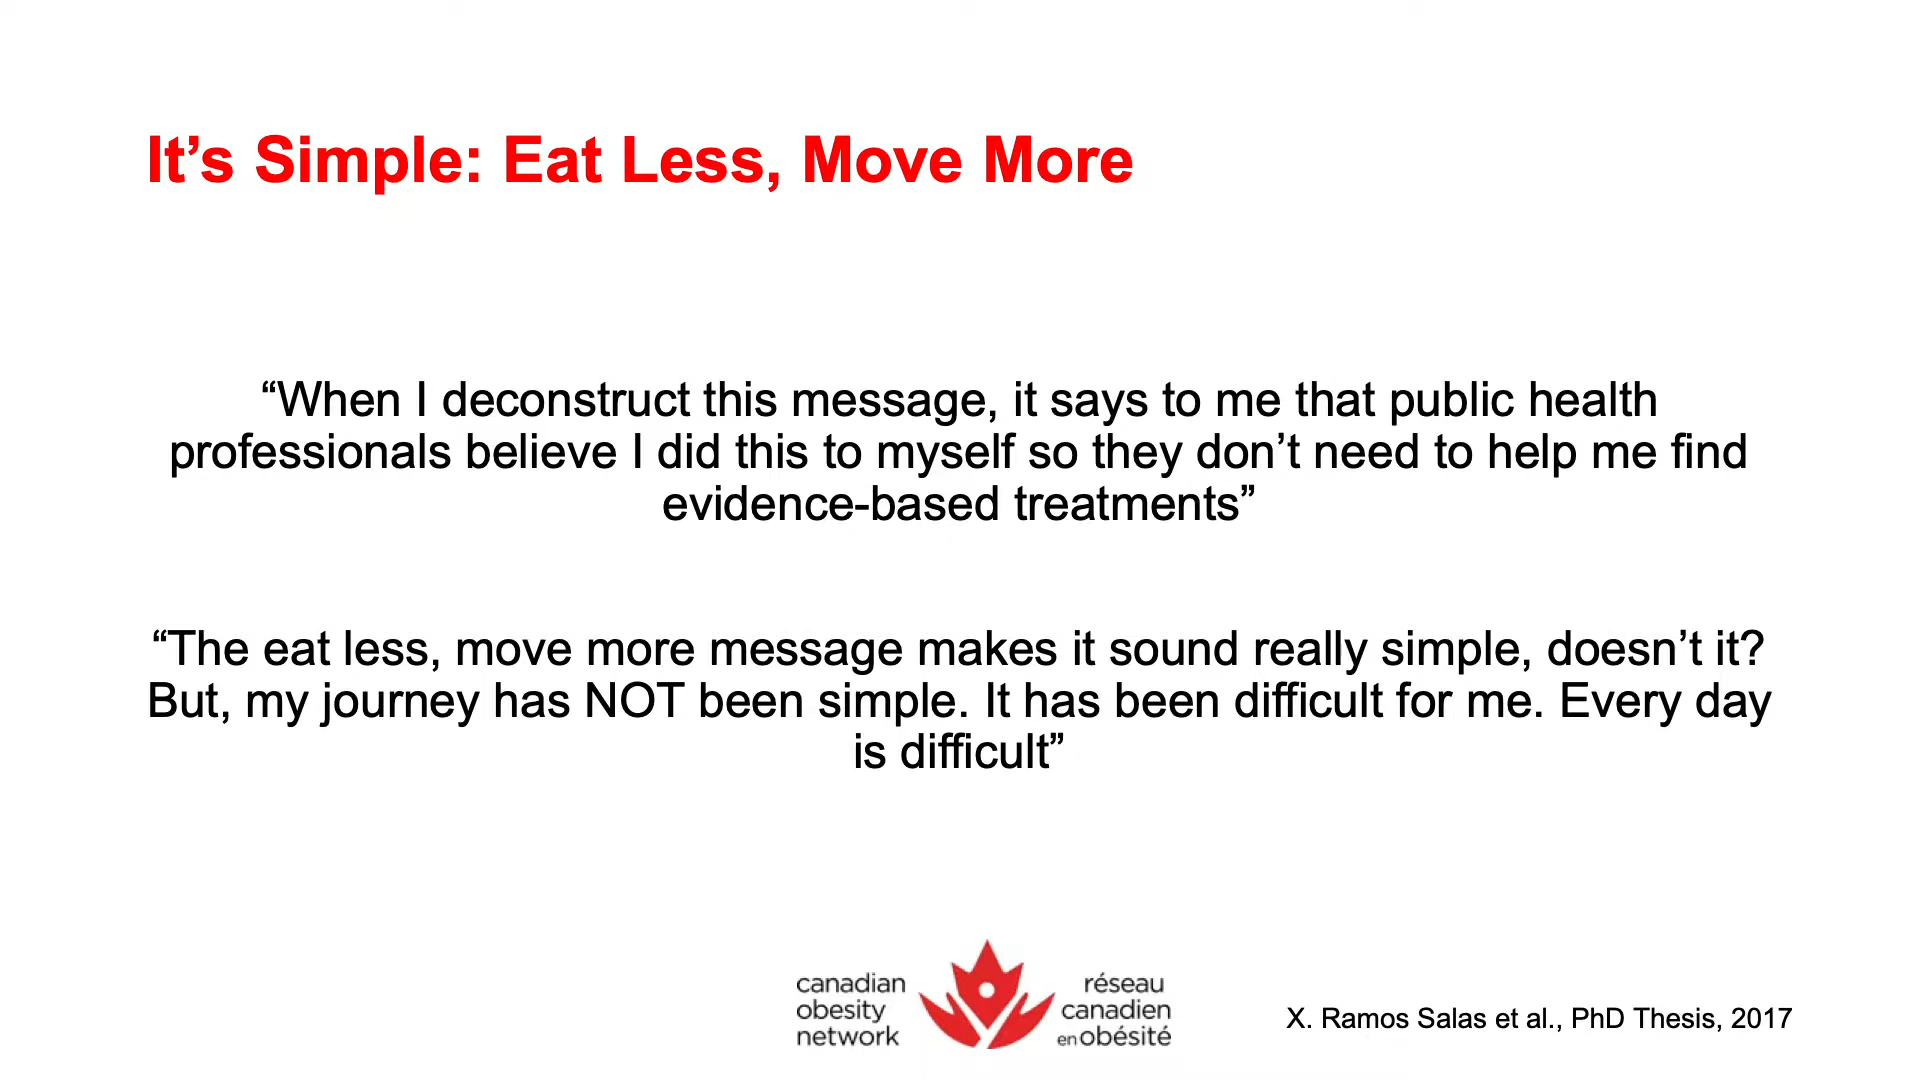 It’s Simple: Eat Less, Move More
“When I deconstruct this message, it says to me that public health
professionals believe I did this to myself so they don’t need to help me find
evidence-based treatments”
“The eat less, move more message makes it sound really simple, doesn’t it?
But, my journey has NOT been simple. It has been difficult for me. Every day
is difficult”
canadian
obesity
network
réseau
canadien
en obésité
X. Ramos Salas et al., PhD Thesis, 2017